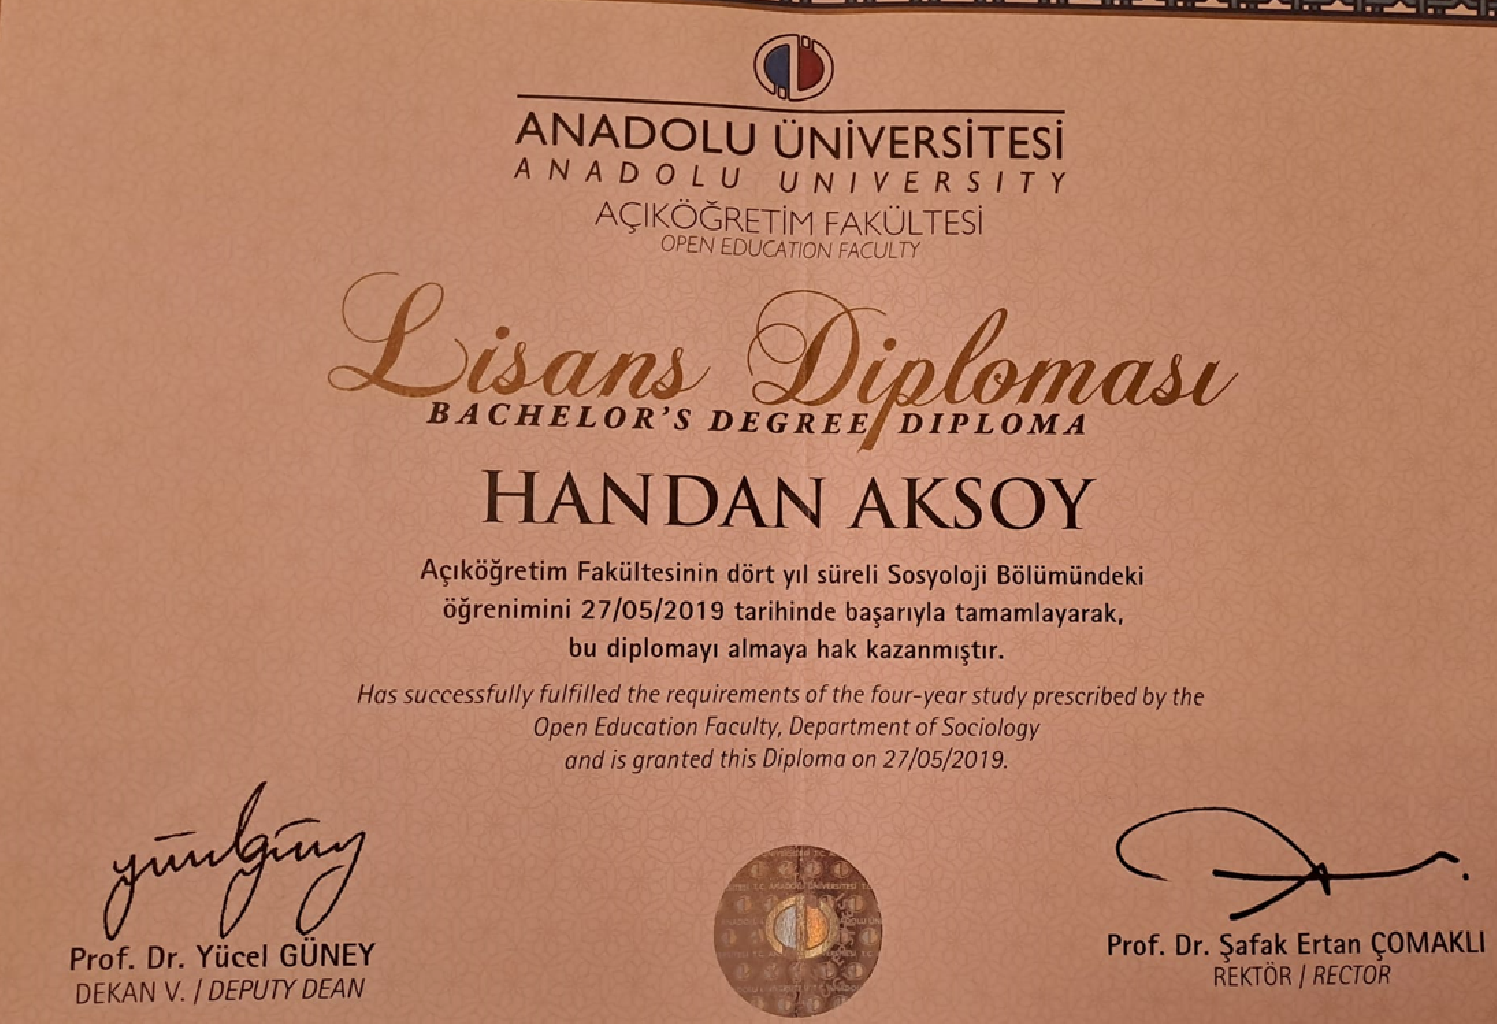 ANADOLU ÜNİVERSİTESİ
ANADOLU UNIVERSITY
AÇIKÖĞRETİM FAKÜLTESİ
OPEN EDUCATION FACULTY
Lisans Diploması
BACHELOR'S DEGREE DIPLOMA
HANDAN AKSOY
Açıköğretim Fakültesinin dört yıl süreli Sosyoloji Bölümündeki
öğrenimini 27/05/2019 tarihinde başarıyla tamamlayarak,
bu diplomayı almaya hak kazanmıştır.
Has successfully fulfilled the requirements of the four-year study prescribed by the
Open Education Faculty, Department of Sociology
and is granted this Diploma on 27/05/2019.
Prof. Dr. Yücel GÜNEY
DEKAN V. / DEPUTY DEAN
T.C. ANADOLU ÜNİVERSİTESİ
Prof. Dr. Şafak Ertan ÇOMAKLI
REKTÖR / RECTOR